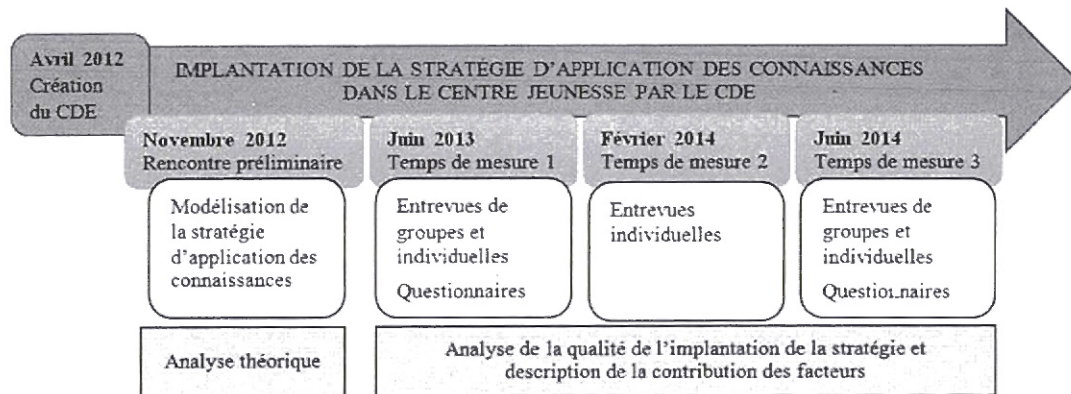 Avril 2012
Création
du CDE
IMPLANTATION DE LA STRATÉGIE D'APPLICATION DES CONNAISSANCES
DANS LE CENTRE JEUNESSE PAR LE CDE
Novembre 2012
Rencontre préliminaire
Juin 2013
Temps de mesure 1
Février 2014
Temps de mesure 2
Juin 2014
Temps de mesure 3
Modélisation de
la stratégie
d'application des
connaissances
Entrevues de
groupes et
individuelles
Questionnaires
Entrevues
individuelles
Entrevues de
groupes et
individuelles
Questionnaires
Analyse théorique
Analyse de la qualité de l'implantation de la stratégie et
description de la contribution des facteurs